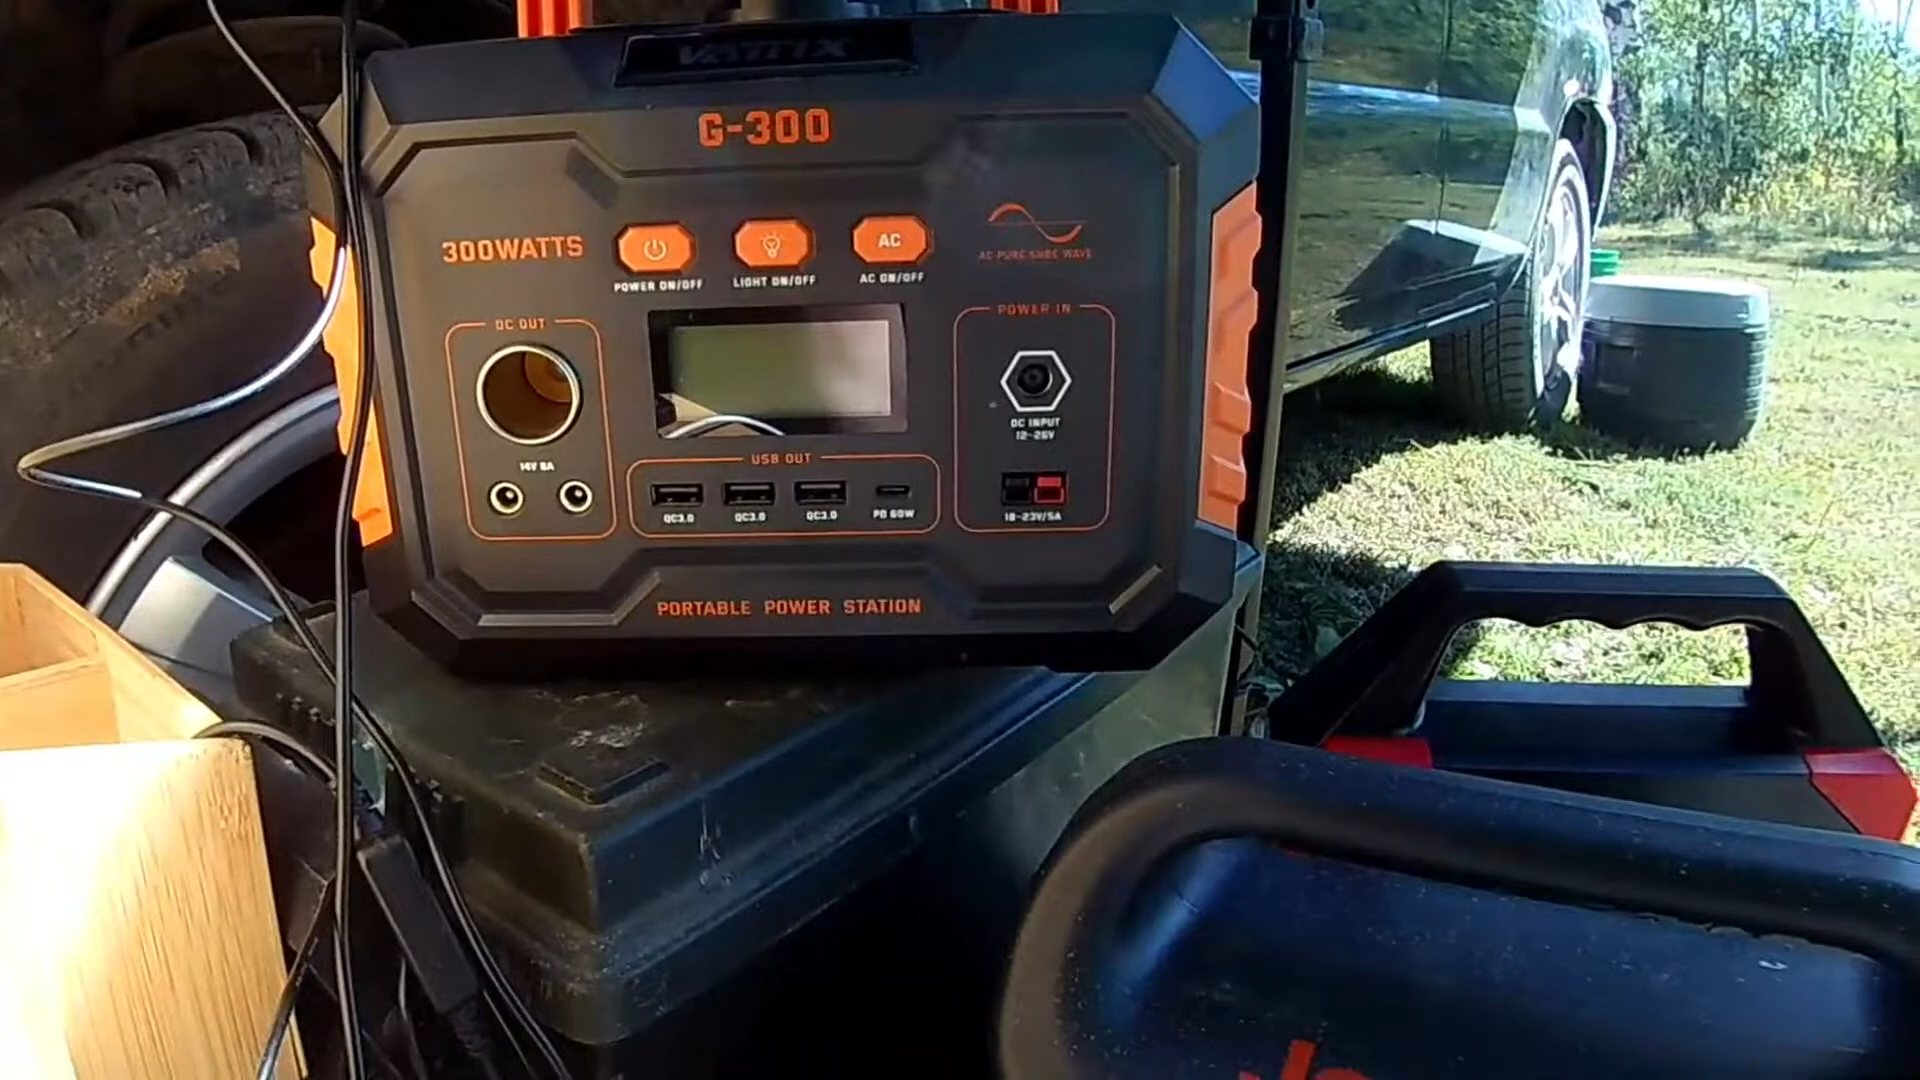 G-300
300WATTS
POWER ON/OFF
LIGHT ON/OFF
AC
AC ON/OFF
AC PURE SUNE WAVE
DC OUT
14V 8A
USB OUT
QC3.0
QC3.0
QC3.0
PD 60W
POWER IN
DC INPUT
12-26V
18-23V/5A
PORTABLE POWER STATION